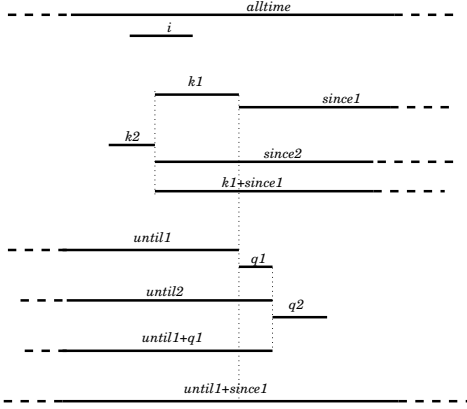 alltime
i
k1
since1
k2
since2
k1+since1
until1
q1
until2
q2
until1+q1
until1+since1